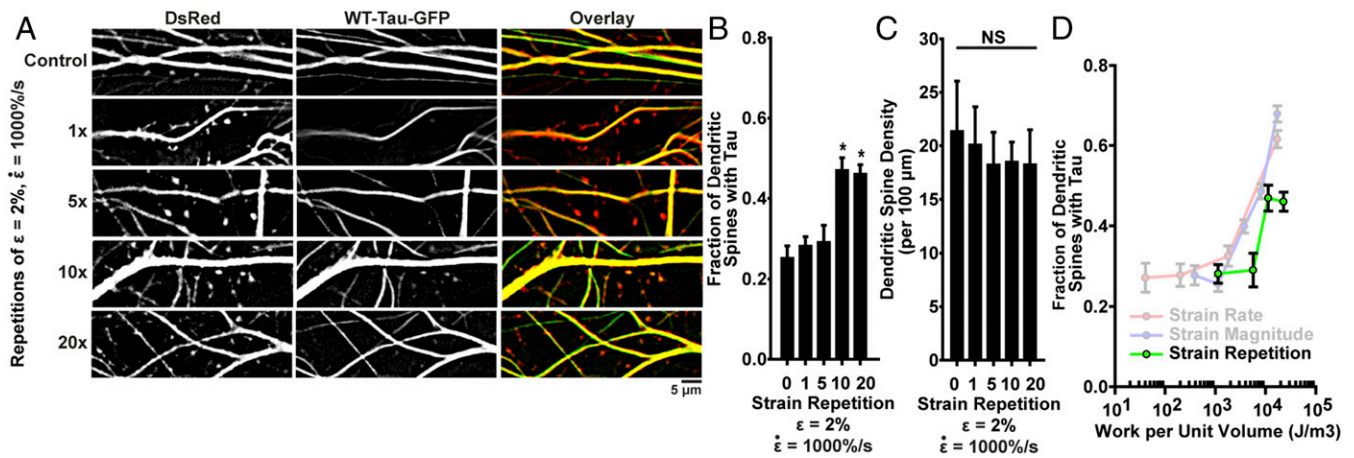 A
DsRed
WT-Tau-GFP
Overlay
Repetitions of ε = 2%, ε̇ = 1000%/s
Control
1x
5x
10x
20x
5 µm
B
Fraction of Dendritic
Spines with Tau
0.8
0.6
0.4
0.2
0.0
*
*
0 1 5 10 20
Strain Repetition
ε = 2%
ε̇ = 1000%/s
C
Dendritic Spine Density
(per 100 µm)
30
25
20
15
10
5
0
NS
0 1 5 10 20
Strain Repetition
ε = 2%
ε̇ = 1000%/s
D
Fraction of Dendritic
Spines with Tau
0.8
0.6
0.4
0.2
0.0
Strain Rate
Strain Magnitude
Strain Repetition
10¹ 10² 10³ 10⁴ 10⁵
Work per Unit Volume (J/m3)